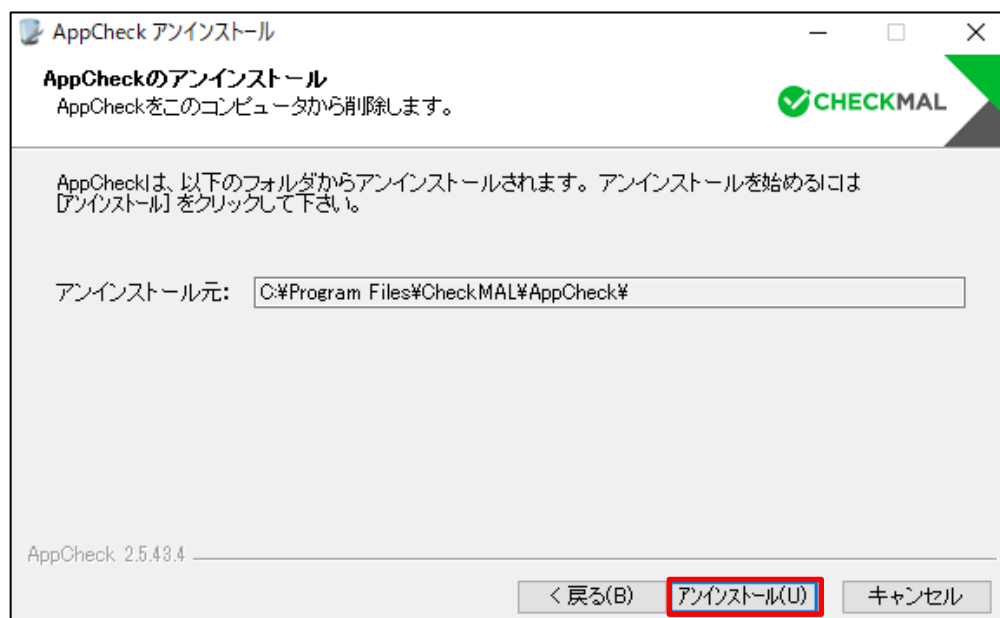 AppCheck アンインストール
AppCheckのアンインストール
AppCheckをこのコンピュータから削除します。
CHECKMAL
AppCheckは、以下のフォルダからアンインストールされます。アンインストールを始めるには
[アンインストール] をクリックして下さい。
アンインストール元: C:¥Program Files¥CheckMAL¥AppCheck¥
AppCheck 2.5.43.4
< 戻る(B) アンインストール(U) キャンセル